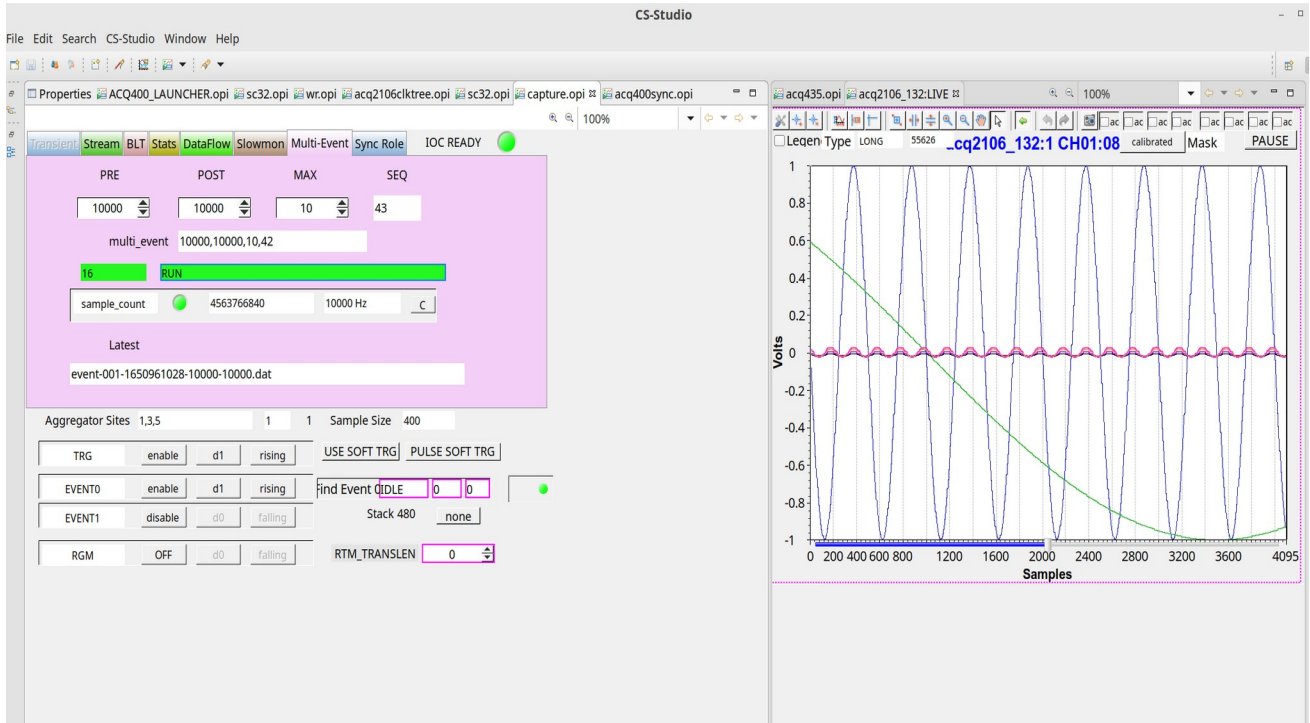 CS-Studio
File Edit Search CS-Studio Window Help
Properties ACQ400_LAUNCHER.opi sc32.opi wr.opi acq2106clktree.opi sc32.opi capture.opi acq400sync.opi
100%
Transient Stream BLT Stats DataFlow Slowmon Multi-Event Sync Role IOC READY
PRE POST MAX SEQ
10000 10000 10 43
multi_event 10000,10000,10,42
16 RUN
sample_count 4563766840 10000 Hz C
Latest
event-001-1650961028-10000-10000.dat
Aggregator Sites 1,3,5 1 1 Sample Size 400
TRG enable d1 rising USE SOFT TRG PULSE SOFT TRG
EVENT0 enable d1 rising Find Event 0 IDLE 0 0
EVENT1 disable d0 falling Stack 480 none
RGM OFF d0 falling RTM_TRANSLEN 0
acq435.opi acq2106_132:LIVE 100%
ac ac ac ac ac ac ac ac
Legen Type LONG 55626 cq2106_132:1 CH01:08 calibrated Mask PAUSE
1
0.8
0.6
0.4
0.2
0
-0.2
-0.4
-0.6
-0.8
-1
Volts
0 200 400 600 800 1200 1600 2000 2400 2800 3200 3600 4095
Samples